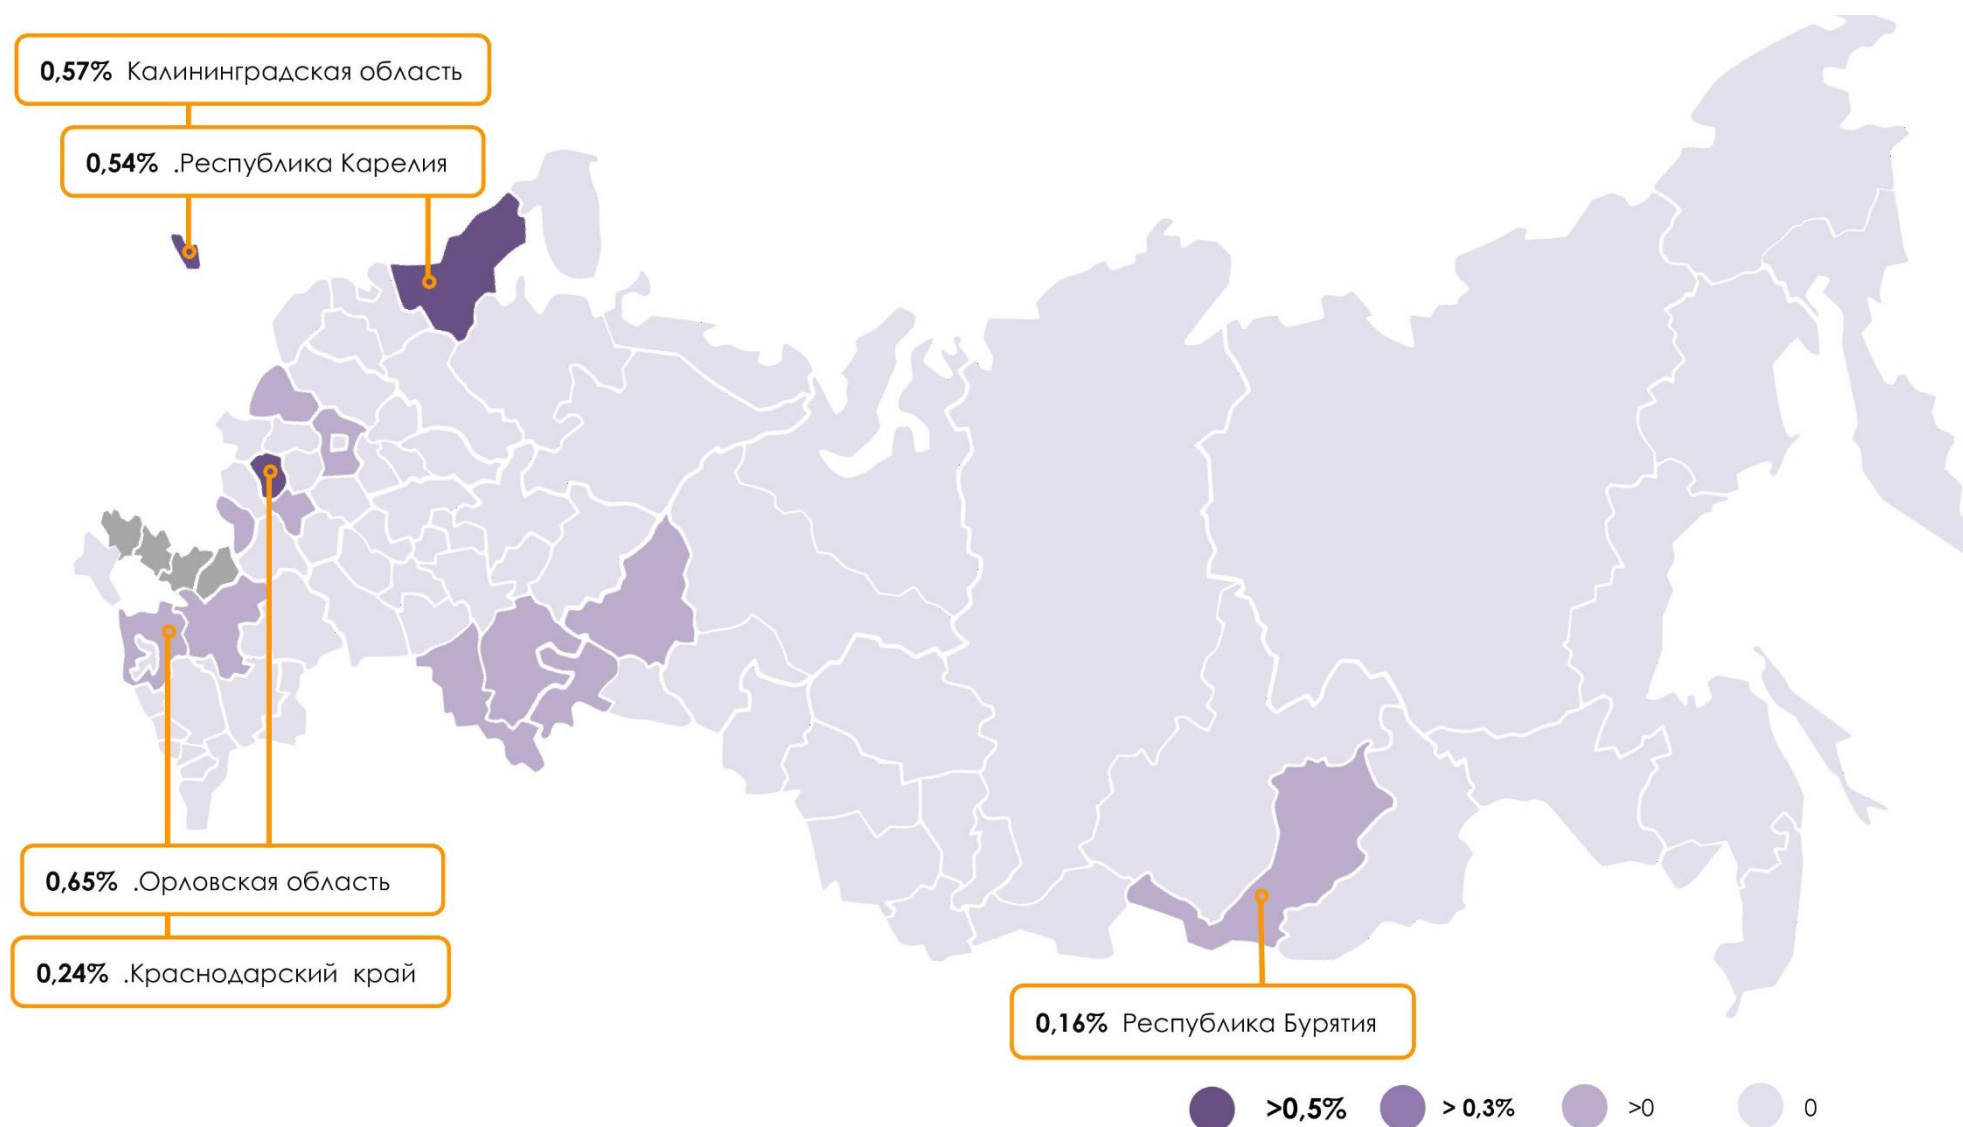 0,57% Калининградская область
0,54% .Республика Карелия
0,65% .Орловская область
0,24% .Краснодарский край
0,16% Республика Бурятия
>0,5% > 0,3% >0 0